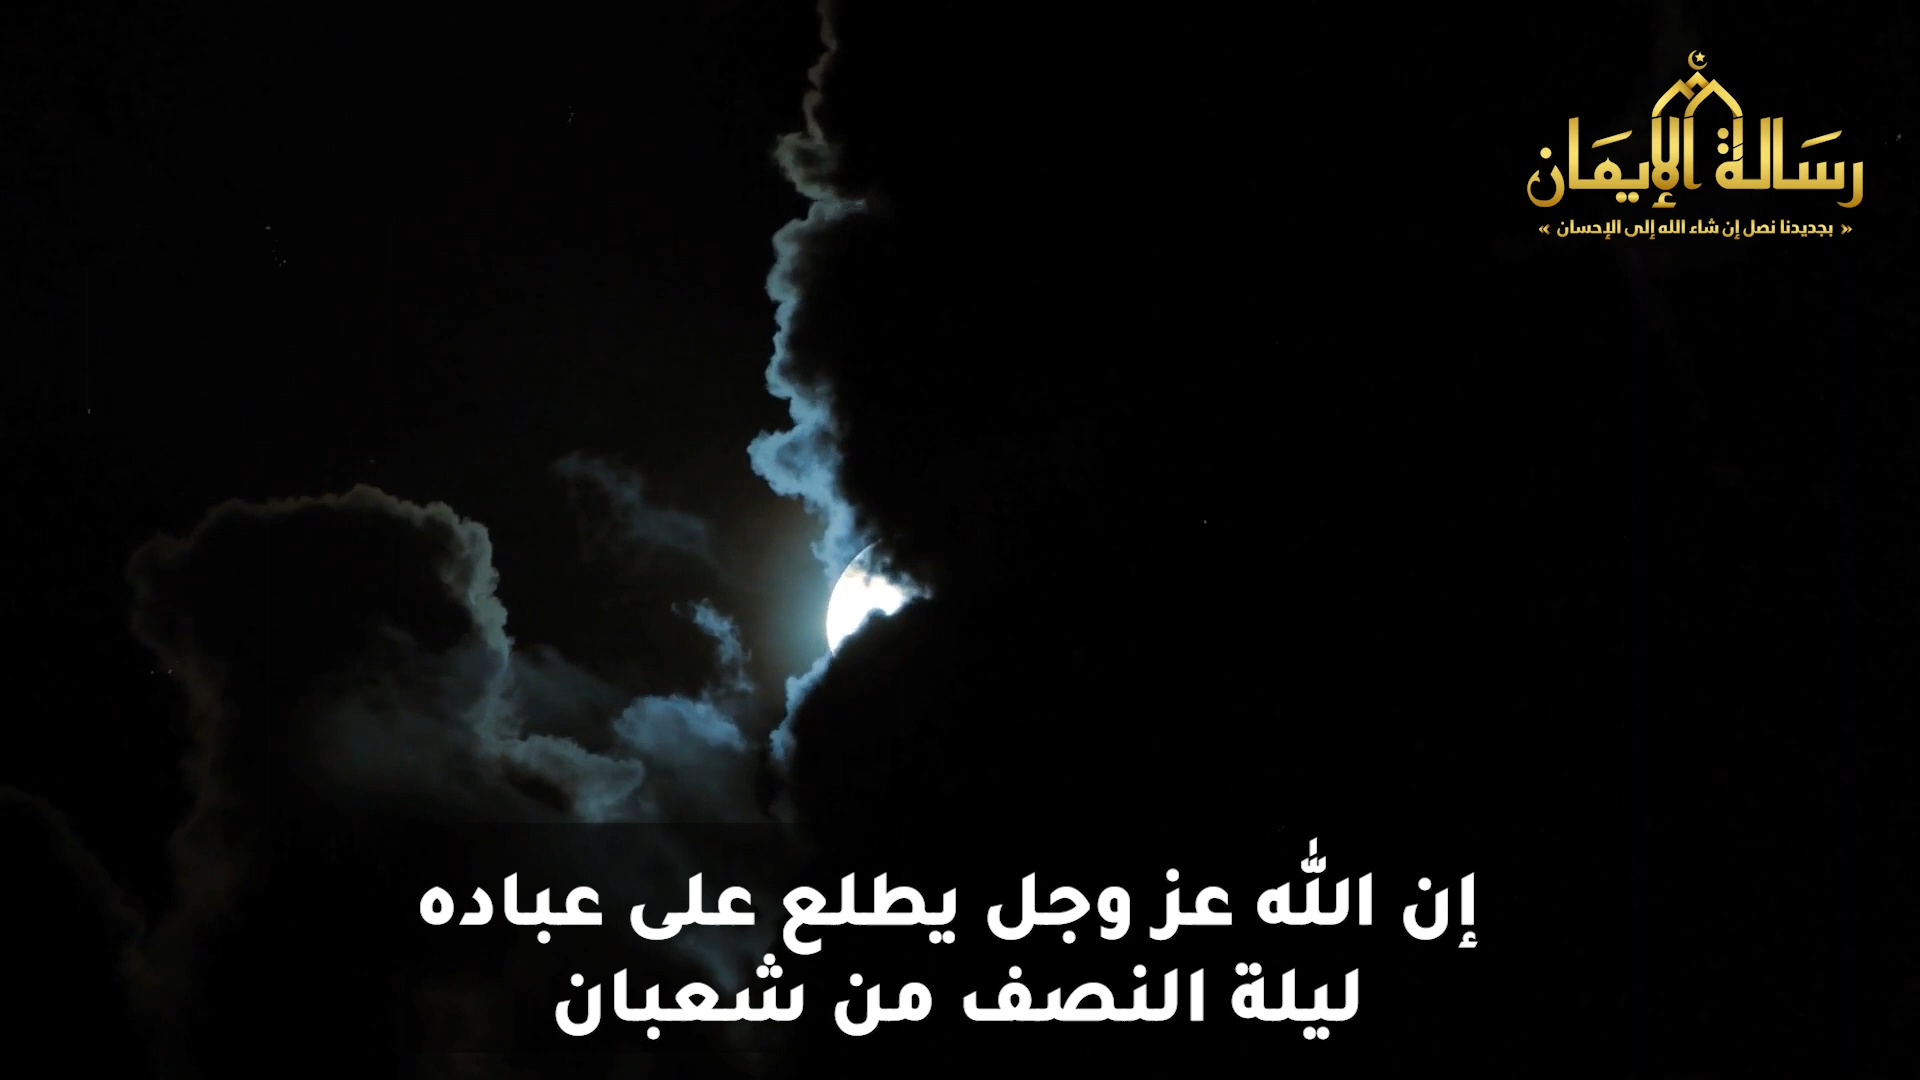 رسالة الإيمان
« بجديدنا نصل إن شاء الله إلى الإحسان »
إن الله عز وجل يطلع على عباده
ليلة النصف من شعبان